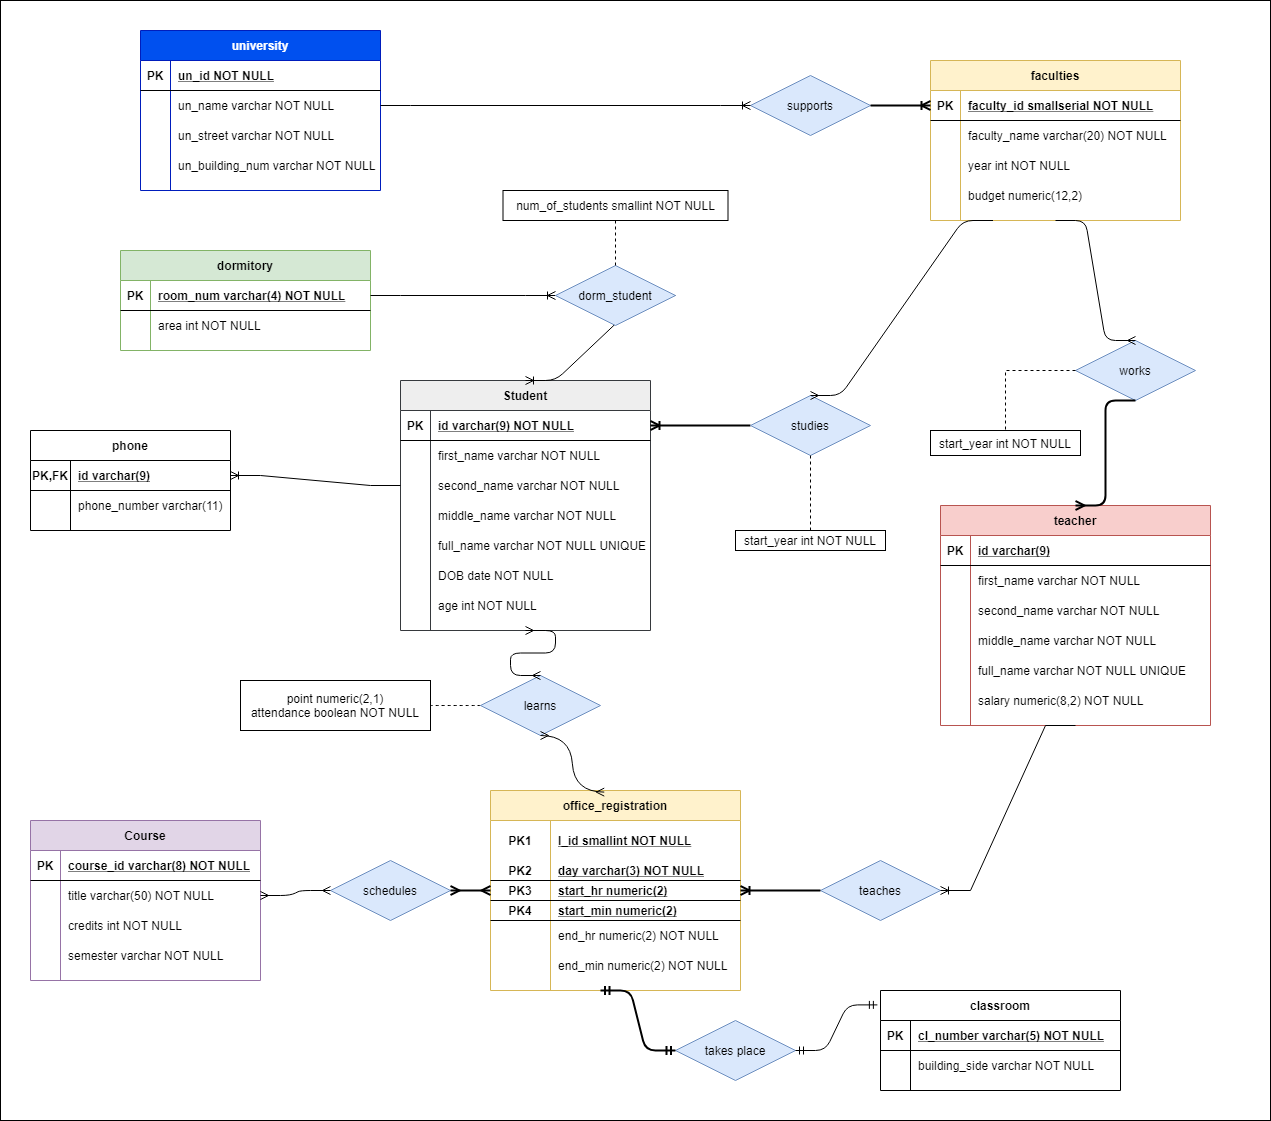 university
PK un_id NOT NULL
un_name varchar NOT NULL
un_street varchar NOT NULL
un_building_num varchar NOT NULL
supports
faculties
PK faculty_id smallserial NOT NULL
faculty_name varchar(20) NOT NULL
year int NOT NULL
budget numeric(12,2)
num_of_students smallint NOT NULL
dormitory
PK room_num varchar(4) NOT NULL
area int NOT NULL
dorm_student
works
start_year int NOT NULL
Student
PK id varchar(9) NOT NULL
first_name varchar NOT NULL
second_name varchar NOT NULL
middle_name varchar NOT NULL
full_name varchar NOT NULL UNIQUE
DOB date NOT NULL
age int NOT NULL
studies
start_year int NOT NULL
phone
PK,FK id varchar(9)
phone_number varchar(11)
teacher
PK id varchar(9)
first_name varchar NOT NULL
second_name varchar NOT NULL
middle_name varchar NOT NULL
full_name varchar NOT NULL UNIQUE
salary numeric(8,2) NOT NULL
point numeric(2,1)
attendance boolean NOT NULL
learns
office_registration
PK1 l_id smallint NOT NULL
PK2 day varchar(3) NOT NULL
PK3 start_hr numeric(2)
PK4 start_min numeric(2)
end_hr numeric(2) NOT NULL
end_min numeric(2) NOT NULL
Course
PK course_id varchar(8) NOT NULL
title varchar(50) NOT NULL
credits int NOT NULL
semester varchar NOT NULL
schedules
teaches
takes place
classroom
PK cl_number varchar(5) NOT NULL
building_side varchar NOT NULL